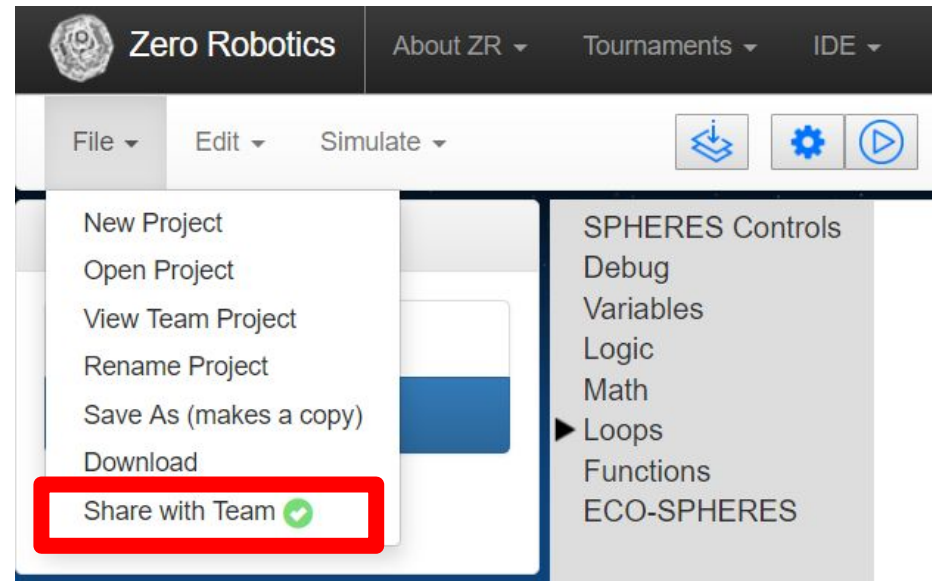 Zero Robotics About ZR Tournaments IDE
File Edit Simulate
New Project
Open Project
View Team Project
Rename Project
Save As (makes a copy)
Download
Share with Team
SPHERES Controls
Debug
Variables
Logic
Math
Loops
Functions
ECO-SPHERES